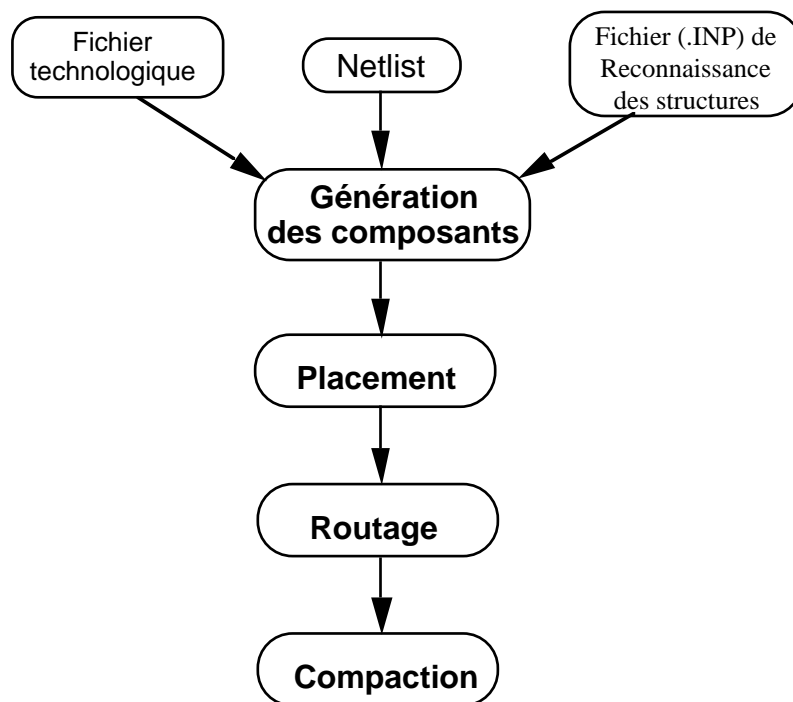 Fichier
technologique
Netlist
Fichier (.INP) de
Reconnaissance
des structures
Génération
des composants
Placement
Routage
Compaction